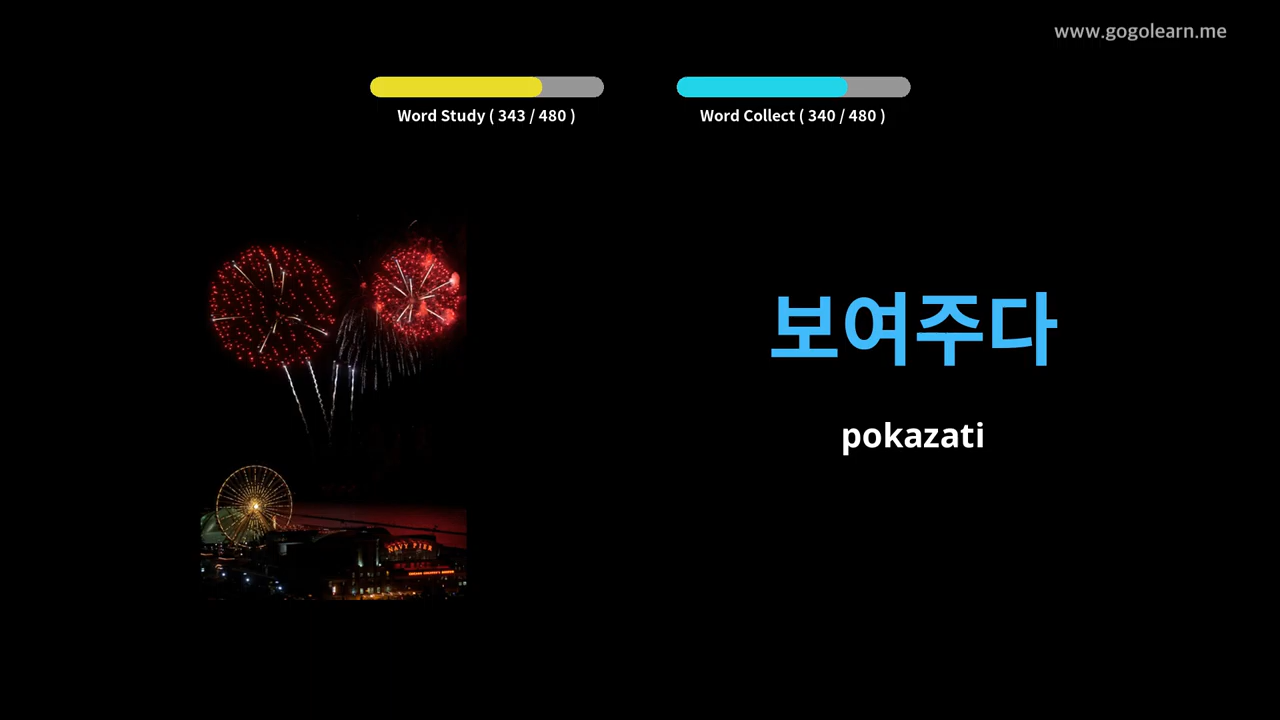 www.gogolearn.me
Word Study ( 343 / 480 )
Word Collect ( 340 / 480 )
보여주다
pokazati
NAVY PIER